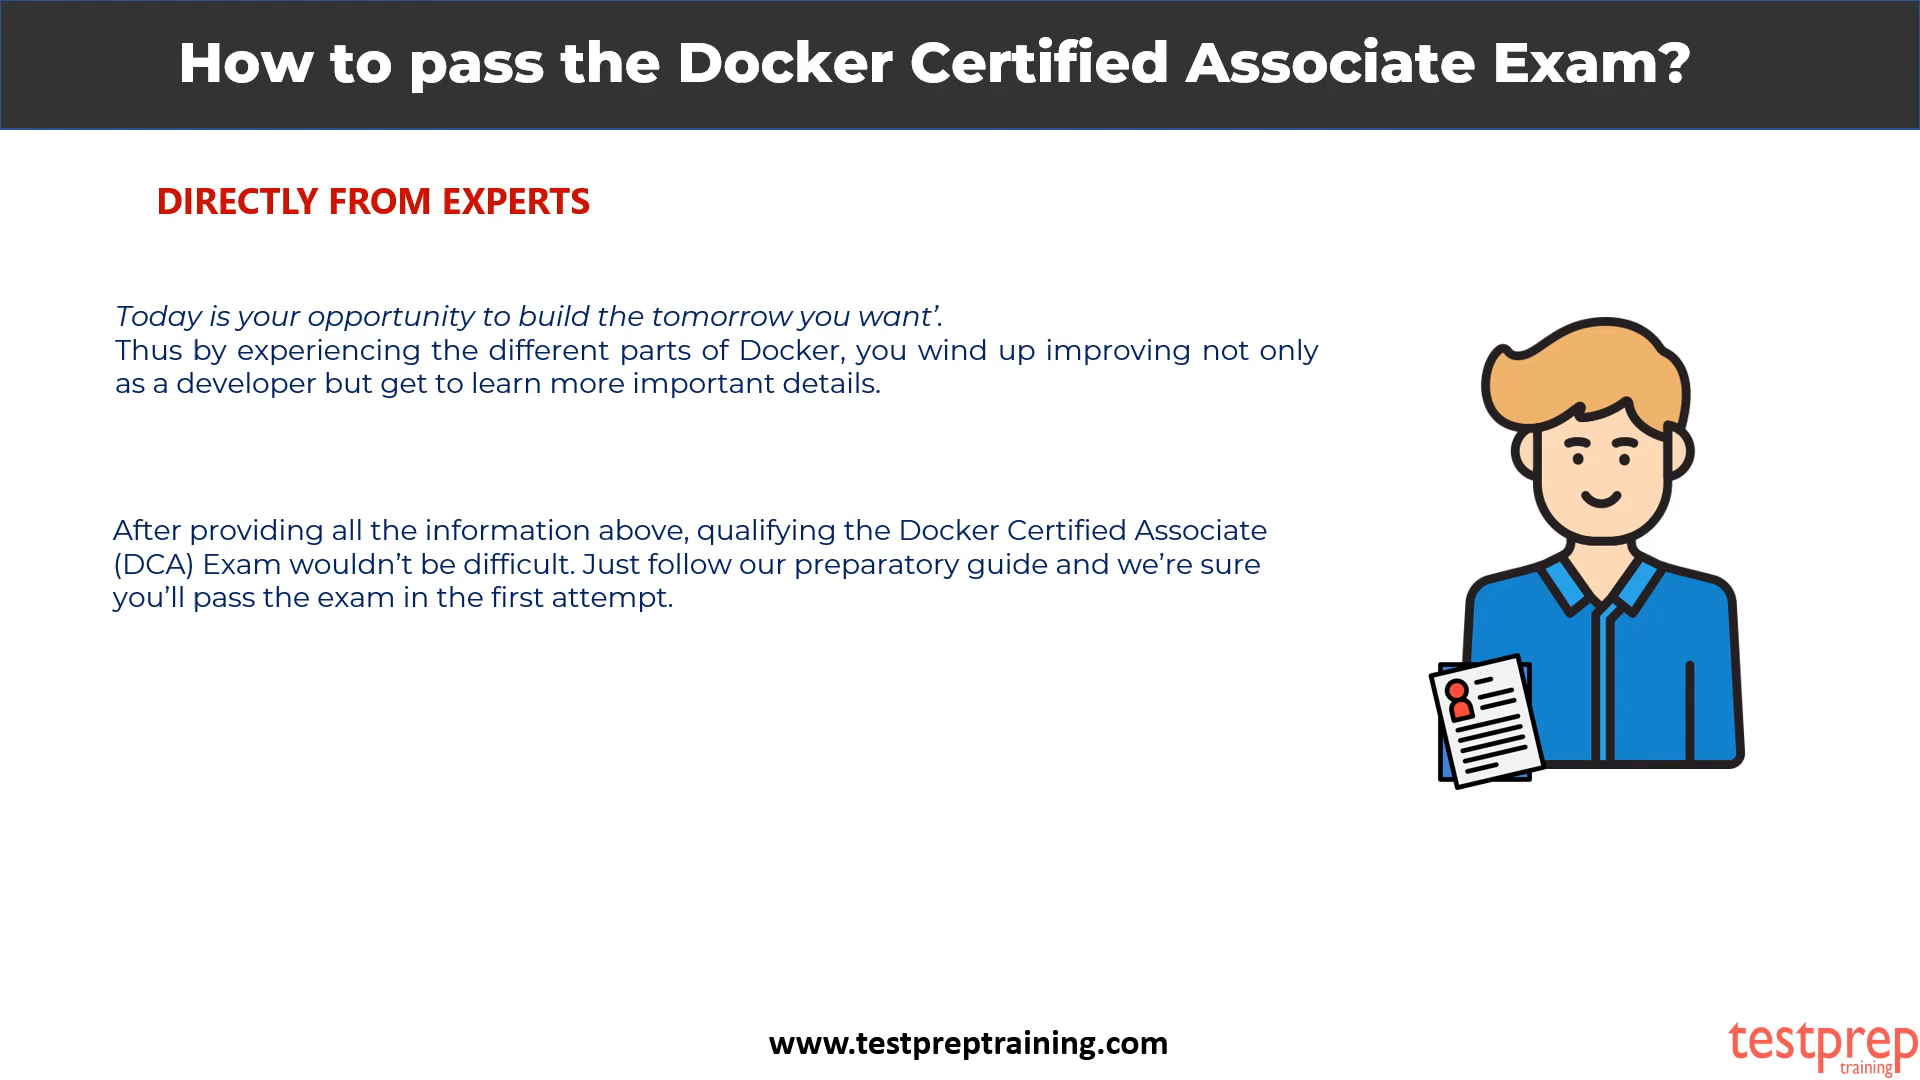 How to pass the Docker Certified Associate Exam?
DIRECTLY FROM EXPERTS
Today is your opportunity to build the tomorrow you want’.
Thus by experiencing the different parts of Docker, you wind up improving not only
as a developer but get to learn more important details.
After providing all the information above, qualifying the Docker Certified Associate
(DCA) Exam wouldn’t be difficult. Just follow our preparatory guide and we’re sure
you’ll pass the exam in the first attempt.
www.testpreptraining.com
testprep
training